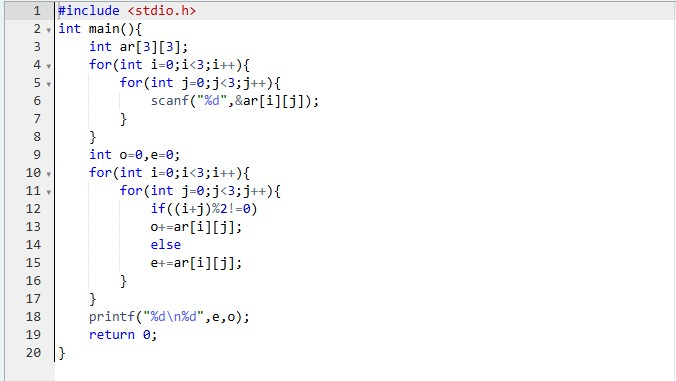 1 #include <stdio.h>
2 int main(){
3 int ar[3][3];
4 for(int i=0;i<3;i++){
5 for(int j=0;j<3;j++){
6 scanf("%d",&ar[i][j]);
7 }
8 }
9 int o=0,e=0;
10 for(int i=0;i<3;i++){
11 for(int j=0;j<3;j++){
12 if((i+j)%2!=0)
13 o+=ar[i][j];
14 else
15 e+=ar[i][j];
16 }
17 }
18 printf("%d\n%d",e,o);
19 return 0;
20 }